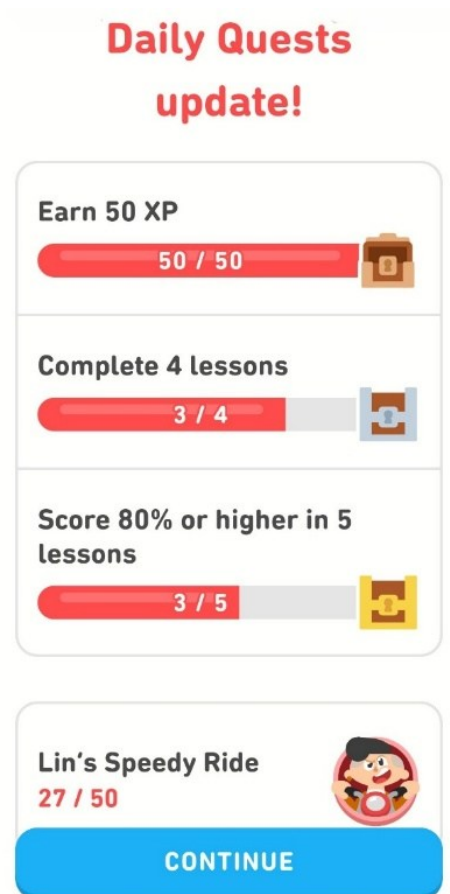 Daily Quests
update!
Earn 50 XP
50 / 50
Complete 4 lessons
3 / 4
Score 80% or higher in 5
lessons
3 / 5
Lin's Speedy Ride
27 / 50
CONTINUE